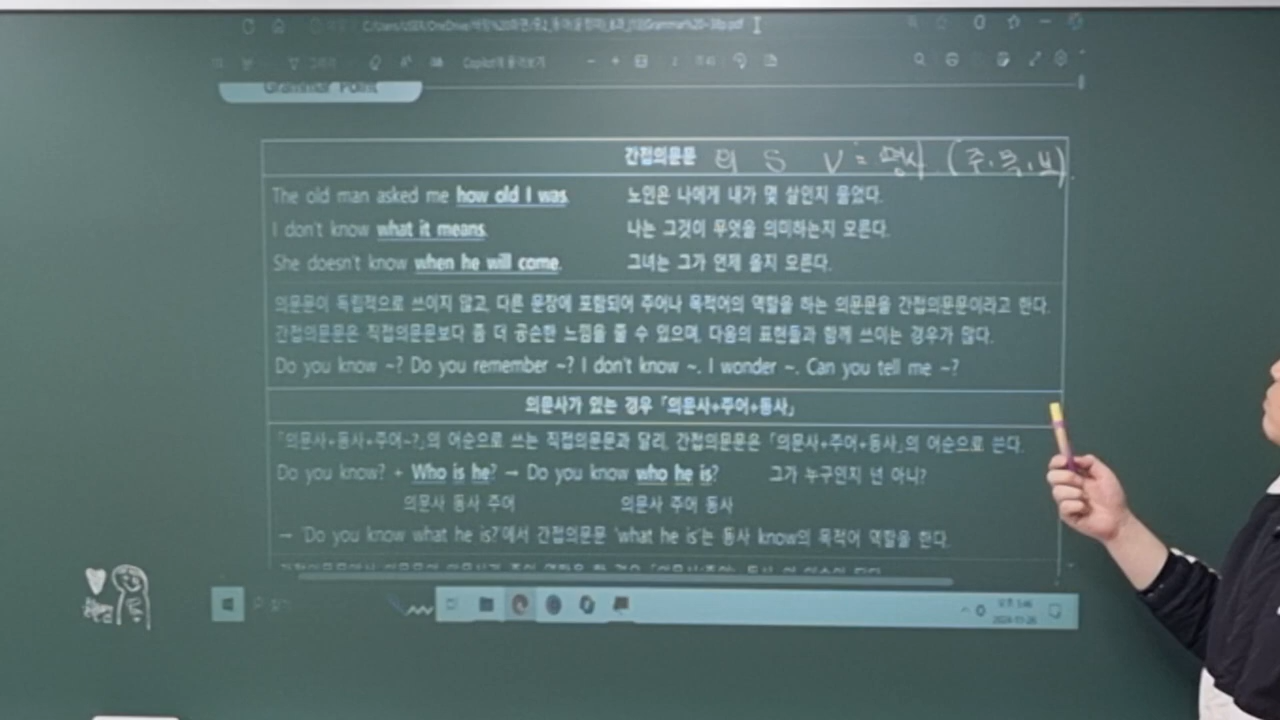 Grammar Point
간접의문문 의 S V = 명사 (주.목.보)
The old man asked me how old I was. 노인은 나에게 내가 몇 살인지 물었다.
I don't know what it means. 나는 그것이 무엇을 의미하는지 모른다.
She doesn't know when he will come. 그녀는 그가 언제 올지 모른다.
의문문이 독립적으로 쓰이지 않고, 다른 문장에 포함되어 주어나 목적어의 역할을 하는 의문문을 간접의문문이라고 한다.
간접의문문은 직접의문문보다 좀 더 공손한 느낌을 줄 수 있으며, 다음의 표현들과 함께 쓰이는 경우가 많다.
Do you know ~? Do you remember ~? I don't know ~. I wonder ~. Can you tell me ~?
의문사가 있는 경우 「의문사+주어+동사」
「의문사+동사+주어~?」의 어순으로 쓰는 직접의문문과 달리, 간접의문문은 「의문사+주어+동사」의 어순으로 쓴다.
Do you know? + Who is he? → Do you know who he is? 그가 누구인지 넌 아니?
의문사 동사 주어 의문사 주어 동사
→ 'Do you know what he is?'에서 간접의문문 'what he is'는 동사 know의 목적어 역할을 한다.